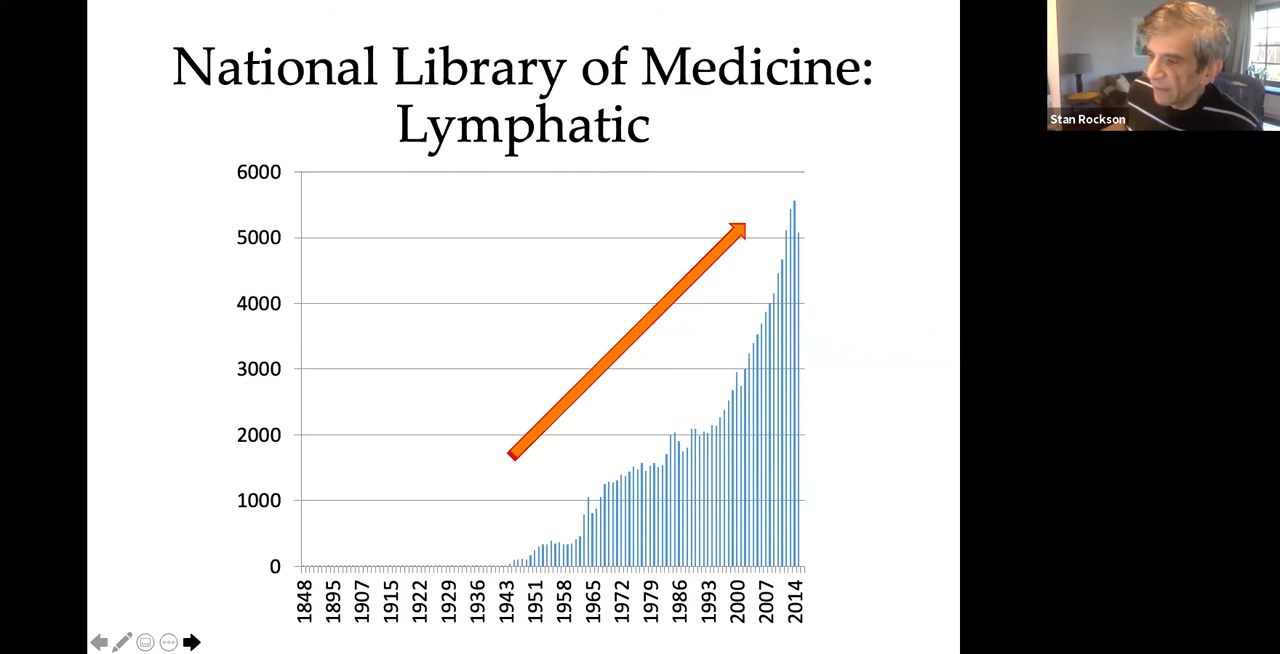 National Library of Medicine:
Lymphatic
Stan Rockson
6000
5000
4000
3000
2000
1000
0
1848 1895 1907 1915 1922 1929 1936 1943 1951 1958 1965 1972 1979 1986 1993 2000 2007 2014